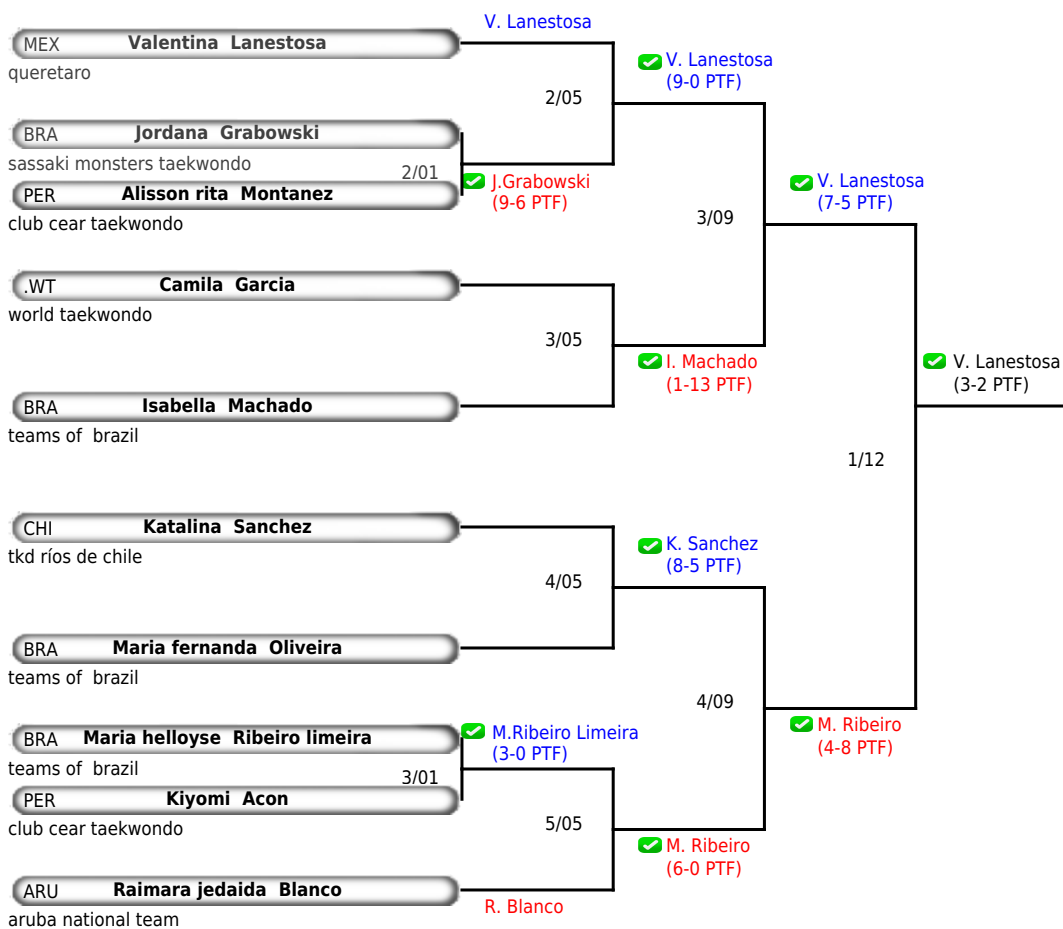 V. Lanestosa
MEX Valentina Lanestosa
queretaro
V. Lanestosa
(9-0 PTF)
2/05
BRA Jordana Grabowski
sassaki monsters taekwondo
2/01
J.Grabowski
(9-6 PTF)
PER Alisson rita Montanez
club cear taekwondo
V. Lanestosa
(7-5 PTF)
3/09
.WT Camila Garcia
world taekwondo
3/05
I. Machado
(1-13 PTF)
V. Lanestosa
(3-2 PTF)
BRA Isabella Machado
teams of brazil
1/12
CHI Katalina Sanchez
tkd ríos de chile
K. Sanchez
(8-5 PTF)
4/05
BRA Maria fernanda Oliveira
teams of brazil
4/09
M. Ribeiro
(4-8 PTF)
BRA Maria helloyse Ribeiro limeira
teams of brazil
M.Ribeiro Limeira
(3-0 PTF)
3/01
PER Kiyomi Acon
club cear taekwondo
5/05
M. Ribeiro
(6-0 PTF)
ARU Raimara jedaida Blanco
aruba national team
R. Blanco